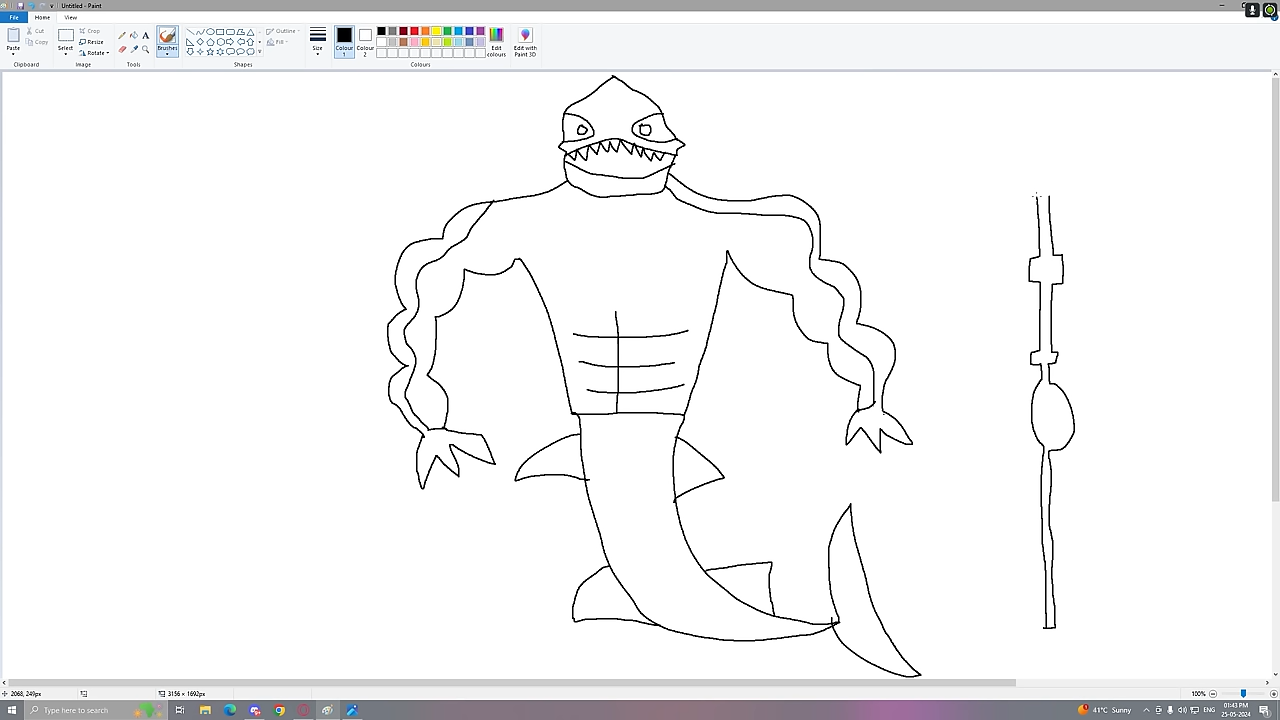 Untitled - Paint
File Home View
Paste
Cut
Copy
Clipboard
Select
Crop
Resize
Rotate
Image
A
Tools
Brushes
Outline
Fill
Shapes
Size
Colour 1
Colour 2
Edit colours
Edit with Paint 3D
Colours
2068, 249px
3156 × 1692px
100%
Type here to search
41°C Sunny
ENG
01:43 PM
25-05-2024